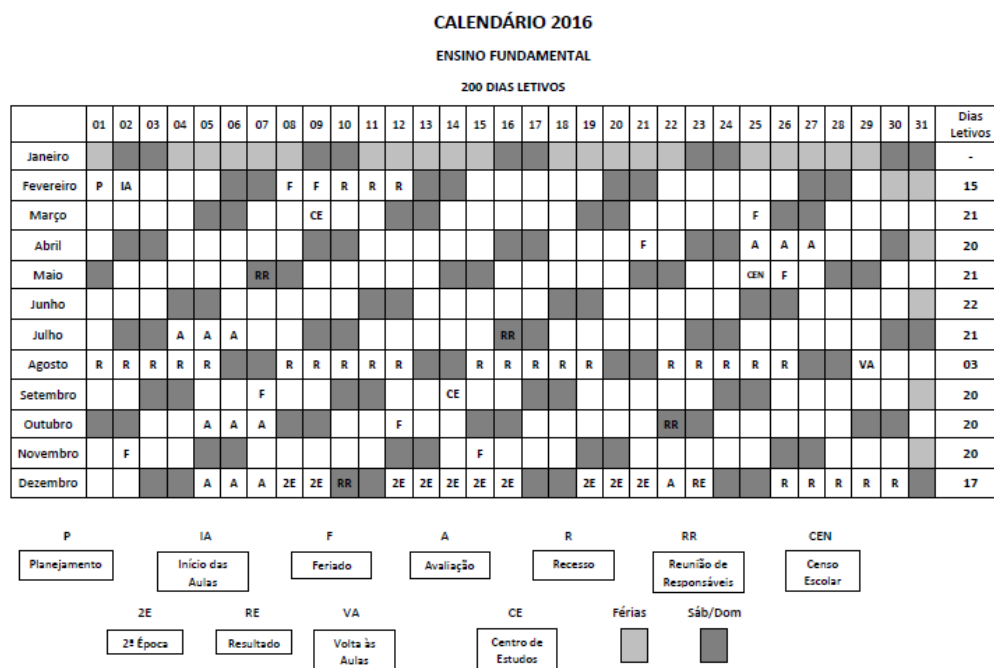 CALENDÁRIO 2016
ENSINO FUNDAMENTAL
200 DIAS LETIVOS
01 02 03 04 05 06 07 08 09 10 11 12 13 14 15 16 17 18 19 20 21 22 23 24 25 26 27 28 29 30 31 Dias Letivos
Janeiro -
Fevereiro P IA F F R R R 15
Março CE F 21
Abril F A A A 20
Maio RR CEN F 21
Junho 22
Julho A A A RR 21
Agosto R R R R R R R R R R R R R R R R R R R R VA 03
Setembro F CE 20
Outubro A A A F RR 20
Novembro F F 20
Dezembro A A A 2E 2E RR 2E 2E 2E 2E 2E 2E 2E 2E A RE R R R R R 17
P IA F A R RR CEN
Planejamento Início das Aulas Feriado Avaliação Recesso Reunião de Responsáveis Censo Escolar
2E RE VA CE Férias Sáb/Dom
2ª Época Resultado Volta às Aulas Centro de Estudos